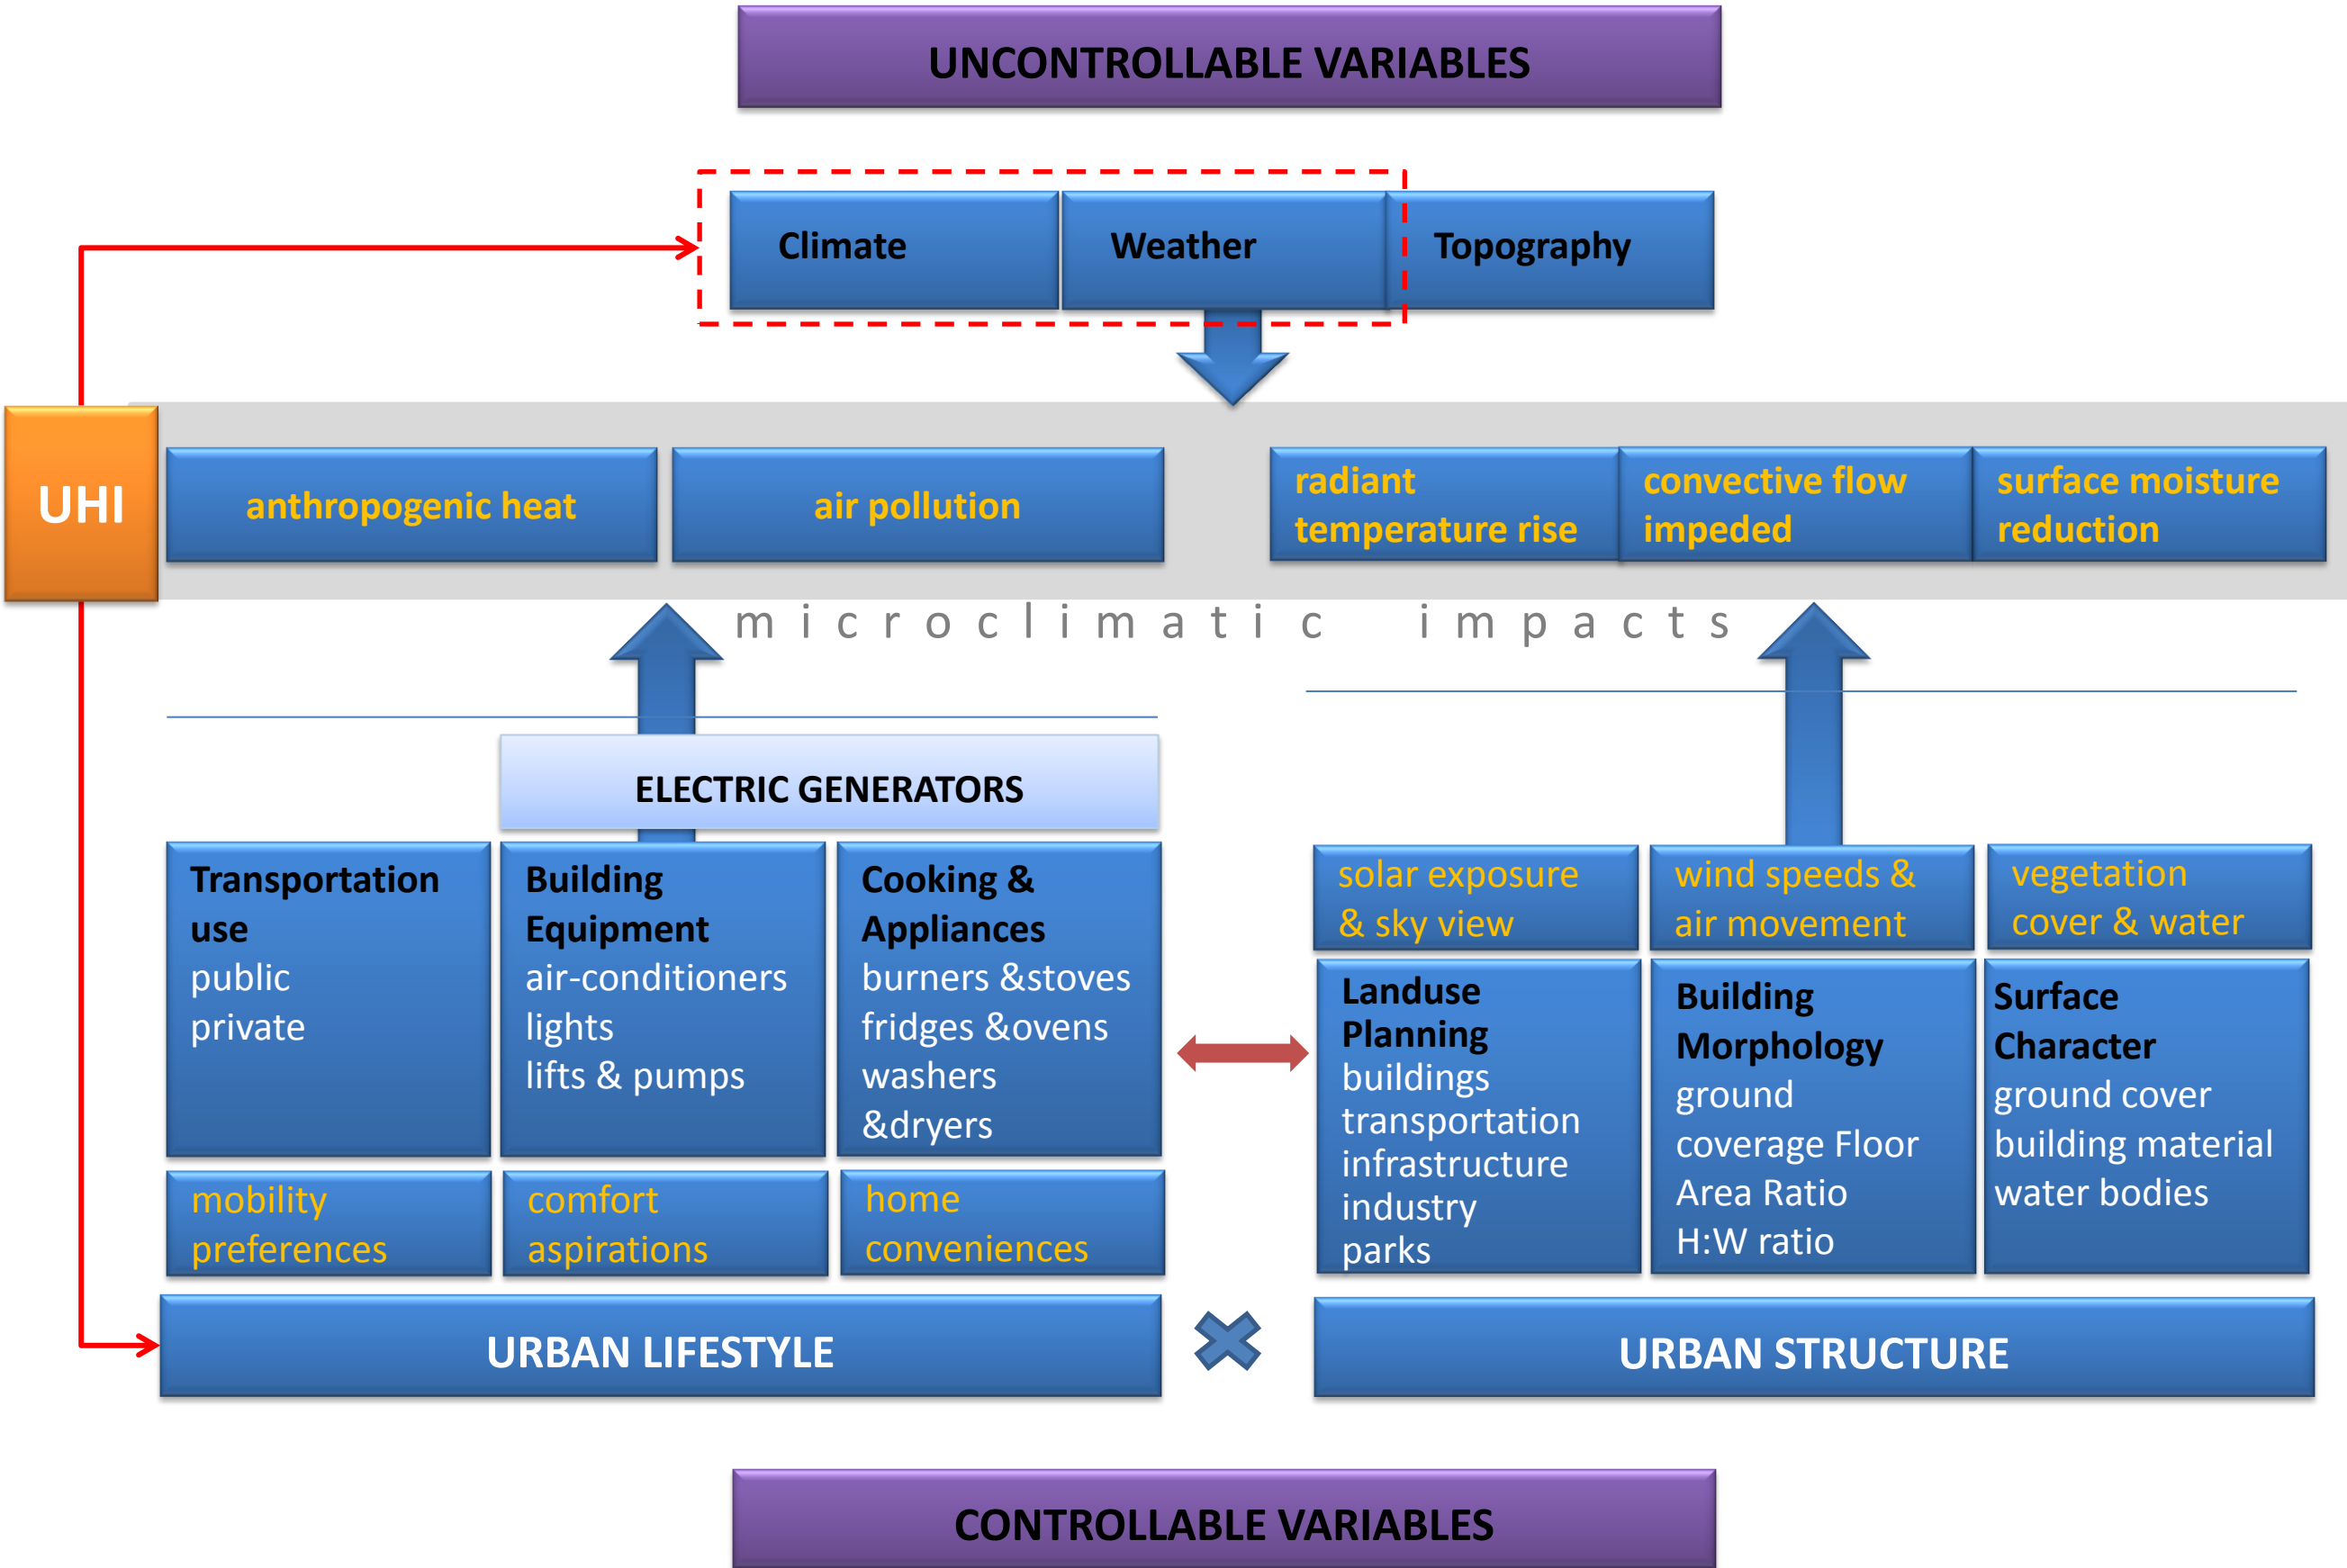 UNCONTROLLABLE VARIABLES
Climate
Weather
Topography
UHI
anthropogenic heat
air pollution
radiant
temperature rise
convective flow
impeded
surface moisture
reduction
microclimatic impacts
ELECTRIC GENERATORS
Transportation
use
public
private
Building
Equipment
air-conditioners
lights
lifts & pumps
Cooking &
Appliances
burners &stoves
fridges &ovens
washers
&dryers
mobility
preferences
comfort
aspirations
home
conveniences
URBAN LIFESTYLE
solar exposure
& sky view
wind speeds &
air movement
vegetation
cover & water
Landuse
Planning
buildings
transportation
infrastructure
industry
parks
Building
Morphology
ground
coverage Floor
Area Ratio
H:W ratio
Surface
Character
ground cover
building material
water bodies
URBAN STRUCTURE
CONTROLLABLE VARIABLES